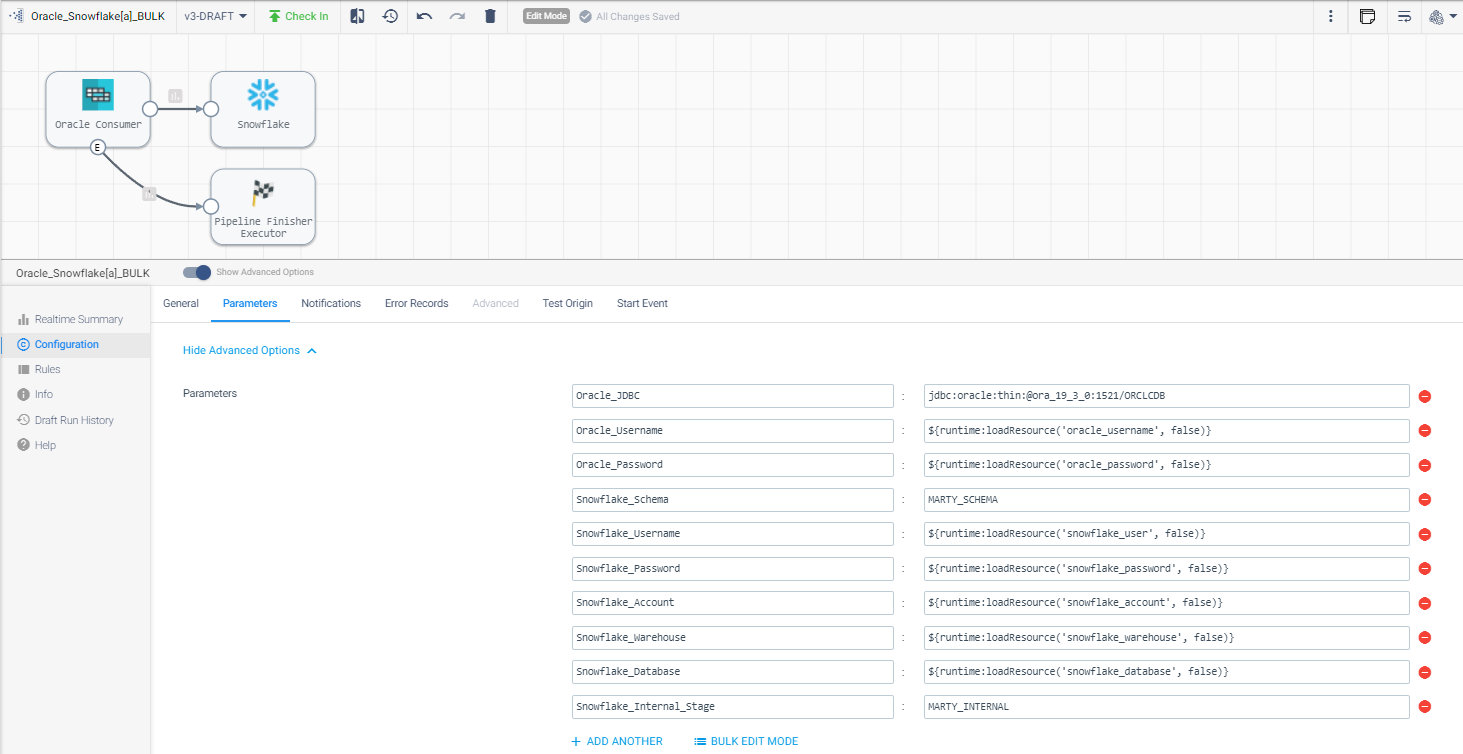 Oracle_Snowflake[a]_BULK v3-DRAFT Check In Edit Mode All Changes Saved
Oracle Consumer
Snowflake
E
Pipeline Finisher
Executor
Oracle_Snowflake[a]_BULK Show Advanced Options
Realtime Summary
Configuration
Rules
Info
Draft Run History
Help
General Parameters Notifications Error Records Advanced Test Origin Start Event
Hide Advanced Options
Parameters
Oracle_JDBC : jdbc:oracle:thin:@ora_19_3_0:1521/ORCLCDB
Oracle_Username : ${runtime:loadResource('oracle_username', false)}
Oracle_Password : ${runtime:loadResource('oracle_password', false)}
Snowflake_Schema : MARTY_SCHEMA
Snowflake_Username : ${runtime:loadResource('snowflake_user', false)}
Snowflake_Password : ${runtime:loadResource('snowflake_password', false)}
Snowflake_Account : ${runtime:loadResource('snowflake_account', false)}
Snowflake_Warehouse : ${runtime:loadResource('snowflake_warehouse', false)}
Snowflake_Database : ${runtime:loadResource('snowflake_database', false)}
Snowflake_Internal_Stage : MARTY_INTERNAL
+ ADD ANOTHER BULK EDIT MODE